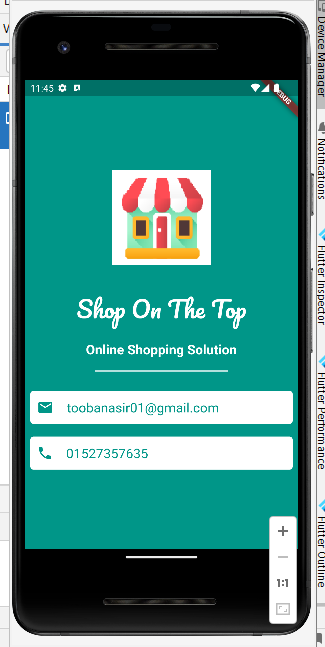 11:45
DEBUG
Shop On The Top
Online Shopping Solution
toobanasir01@gmail.com
01527357635
1:1
Device Manager
Notifications
Flutter Inspector
Flutter Performance
Flutter Outline